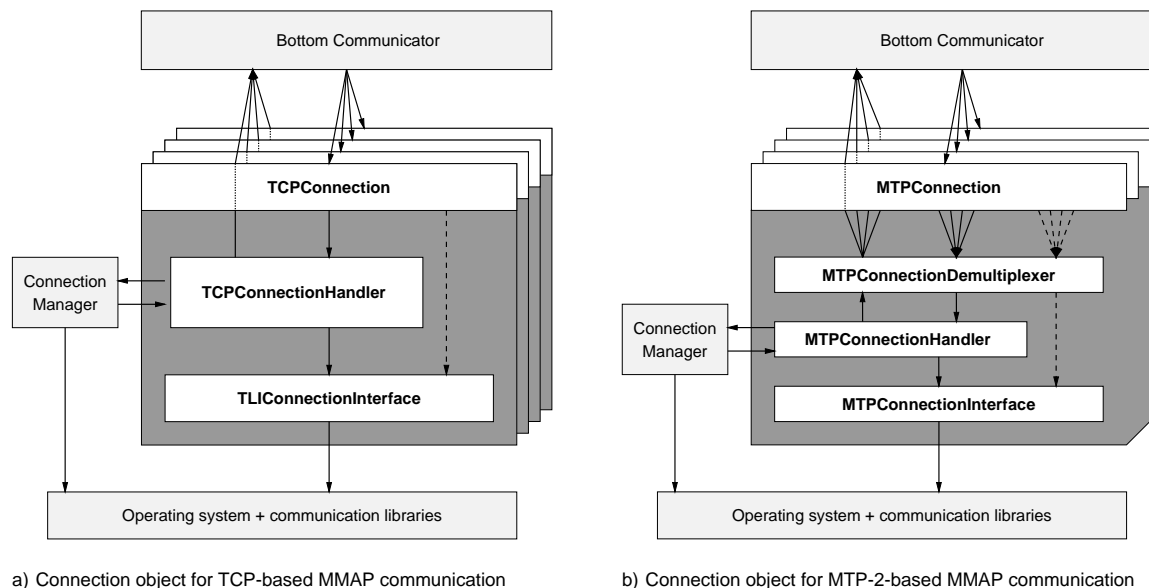 Bottom Communicator
TCPConnection
Connection
Manager
TCPConnectionHandler
TLIConnectionInterface
Operating system + communication libraries
a) Connection object for TCP-based MMAP communication
Bottom Communicator
MTPConnection
MTPConnectionDemultiplexer
Connection
Manager
MTPConnectionHandler
MTPConnectionInterface
Operating system + communication libraries
b) Connection object for MTP-2-based MMAP communication